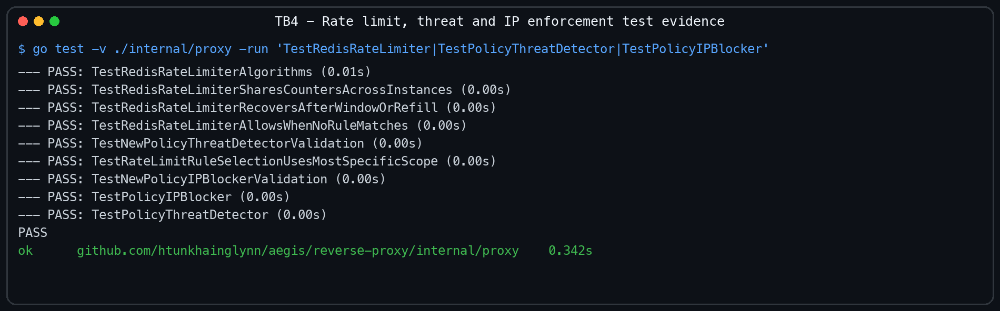 TB4 – Rate limit, threat and IP enforcement test evidence
$ go test -v ./internal/proxy -run 'TestRedisRateLimiter|TestPolicyThreatDetector|TestPolicyIPBlocker'
--- PASS: TestRedisRateLimiterAlgorithms (0.01s)
--- PASS: TestRedisRateLimiterSharesCountersAcrossInstances (0.00s)
--- PASS: TestRedisRateLimiterRecoversAfterWindowOrRefill (0.00s)
--- PASS: TestRedisRateLimiterAllowsWhenNoRuleMatches (0.00s)
--- PASS: TestNewPolicyThreatDetectorValidation (0.00s)
--- PASS: TestRateLimitRuleSelectionUsesMostSpecificScope (0.00s)
--- PASS: TestNewPolicyIPBlockerValidation (0.00s)
--- PASS: TestPolicyIPBlocker (0.00s)
--- PASS: TestPolicyThreatDetector (0.00s)
PASS
ok      github.com/htunkhainglynn/aegis/reverse-proxy/internal/proxy    0.342s